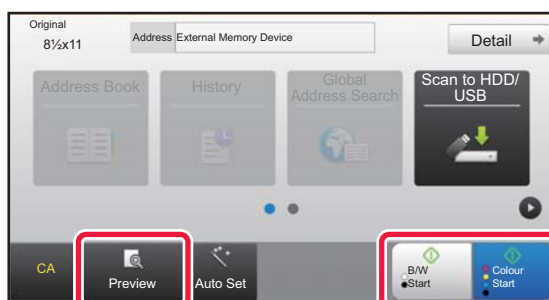 Original
8½x11
Address External Memory Device
Detail
Address Book
History
Global
Address Search
Scan to HDD/
USB
CA
Preview
Auto Set
B/W
Start
Colour
Start